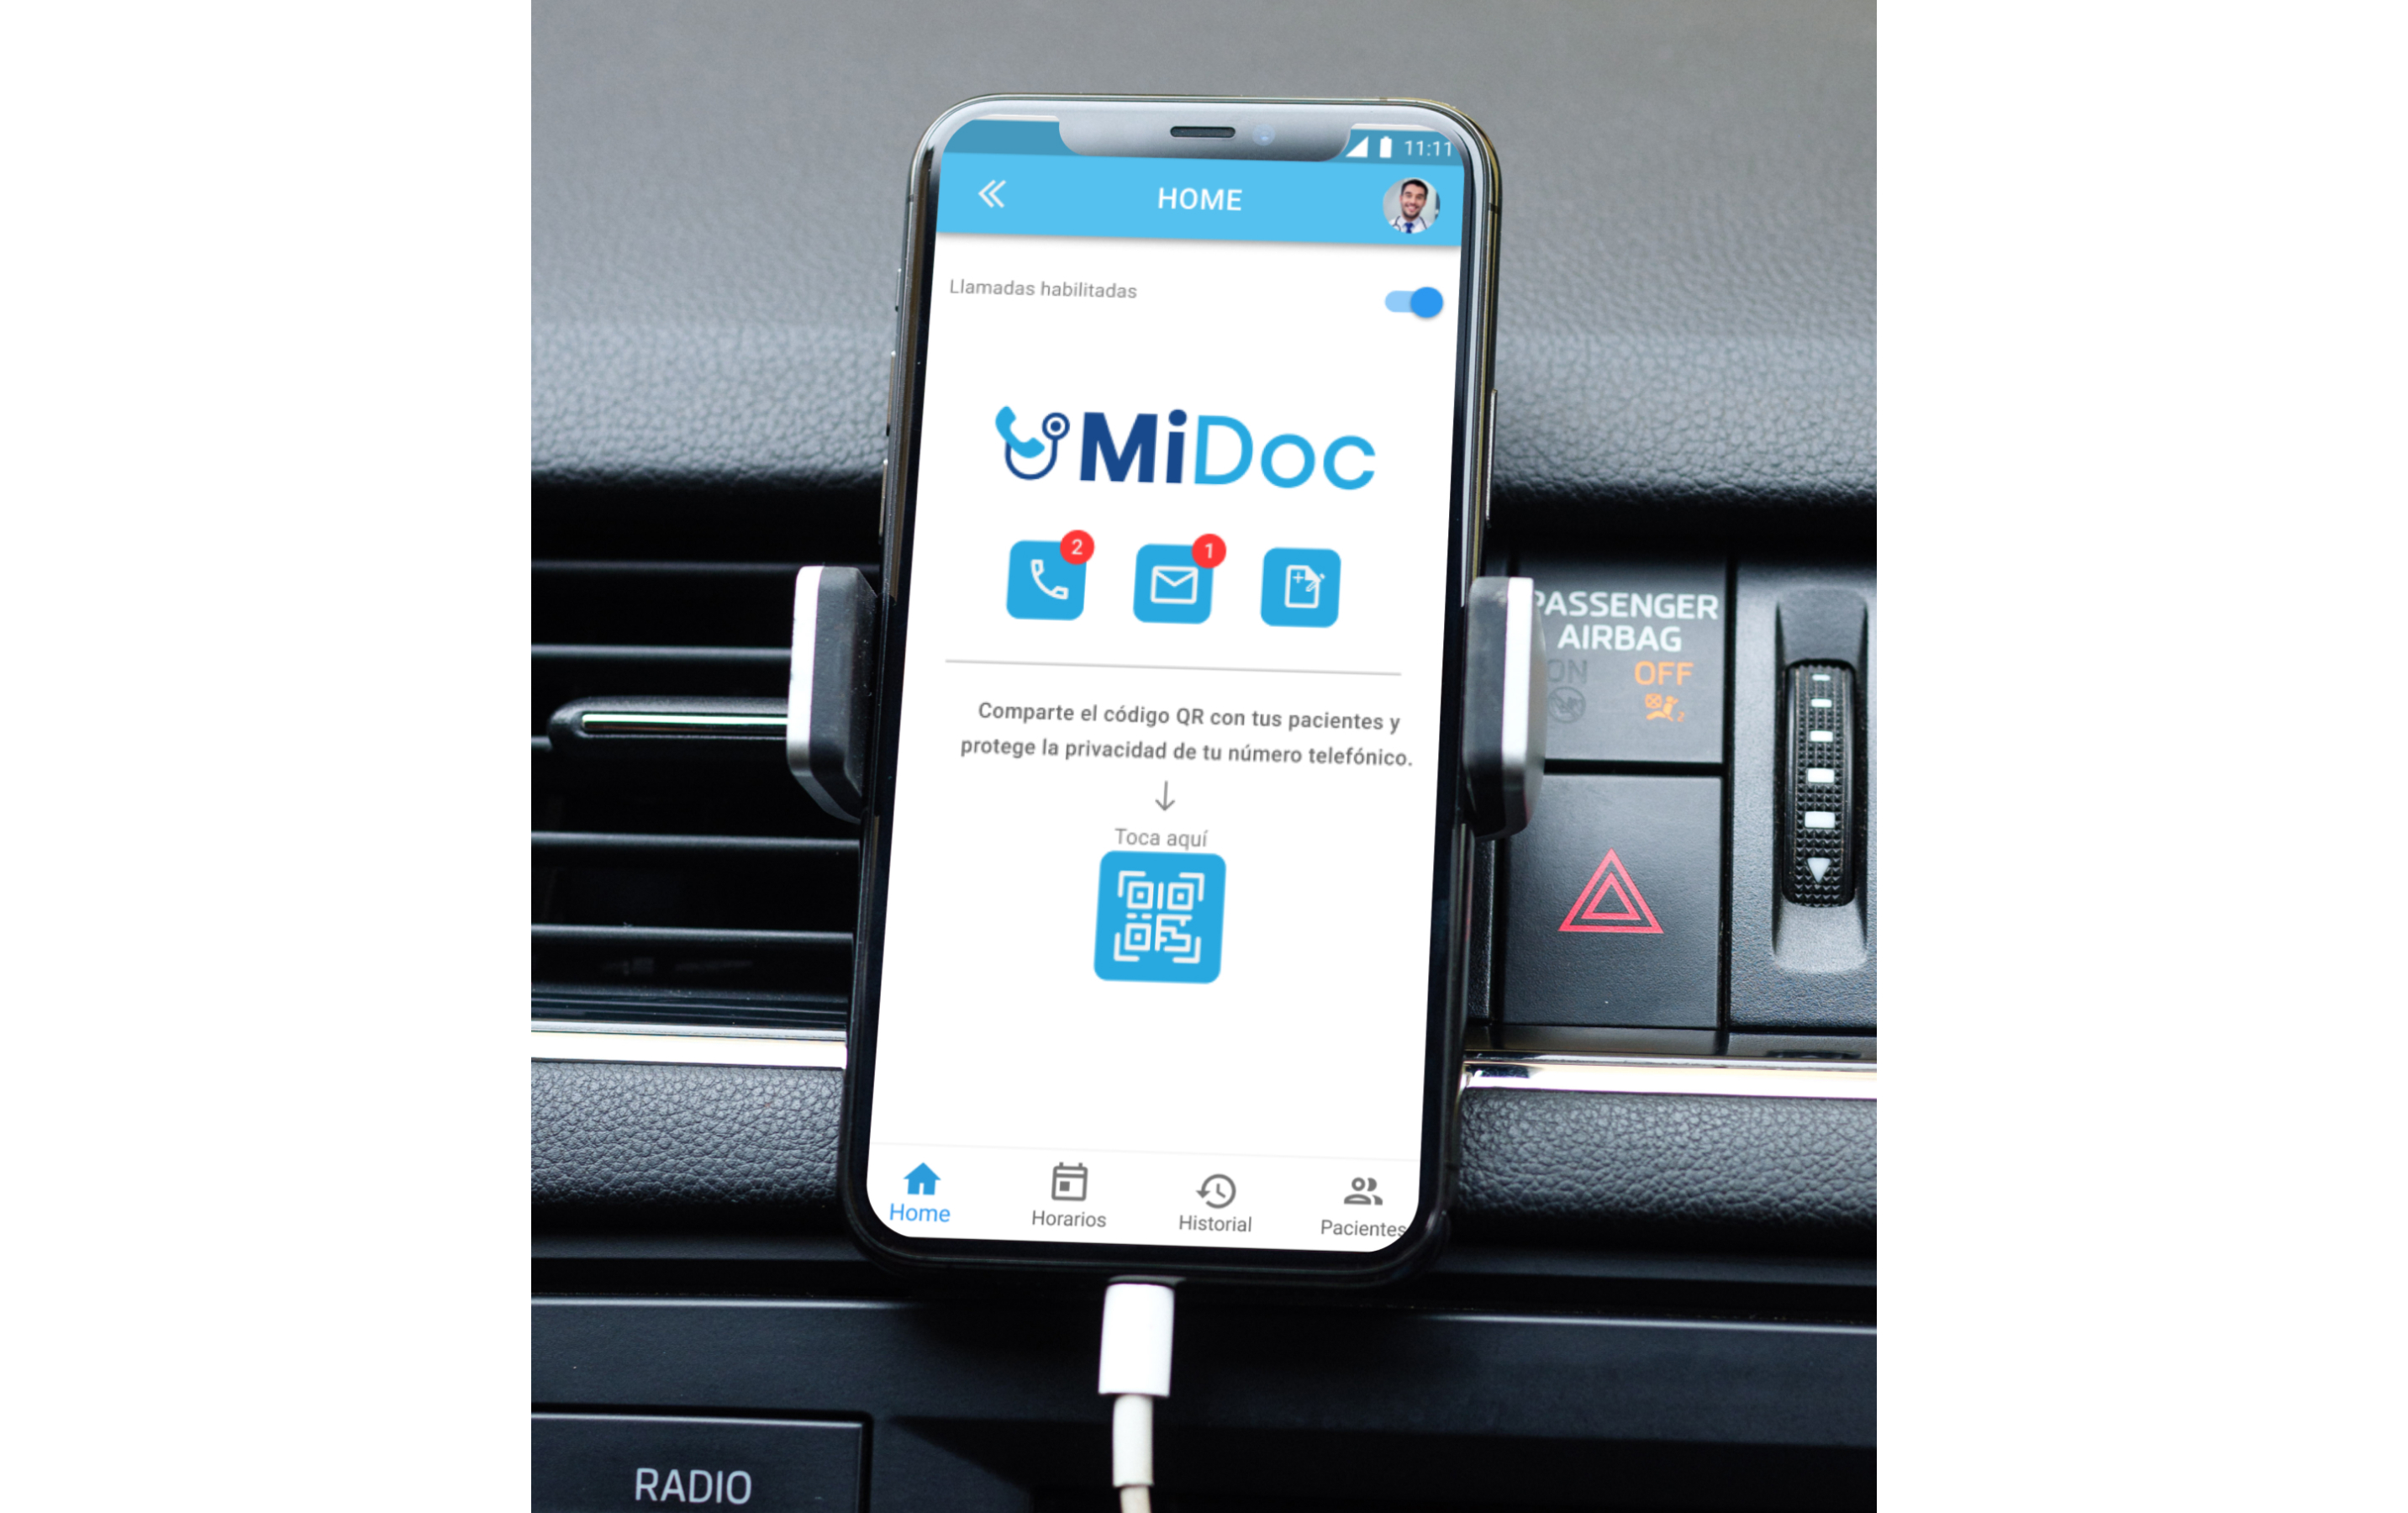 11:11
HOME
Llamadas habilitadas
MiDoc
2
1
Comparte el código QR con tus pacientes y
protege la privacidad de tu número telefónico.
Toca aquí
Home
Horarios
Historial
Pacientes
PASSENGER
AIRBAG
ON OFF
RADIO